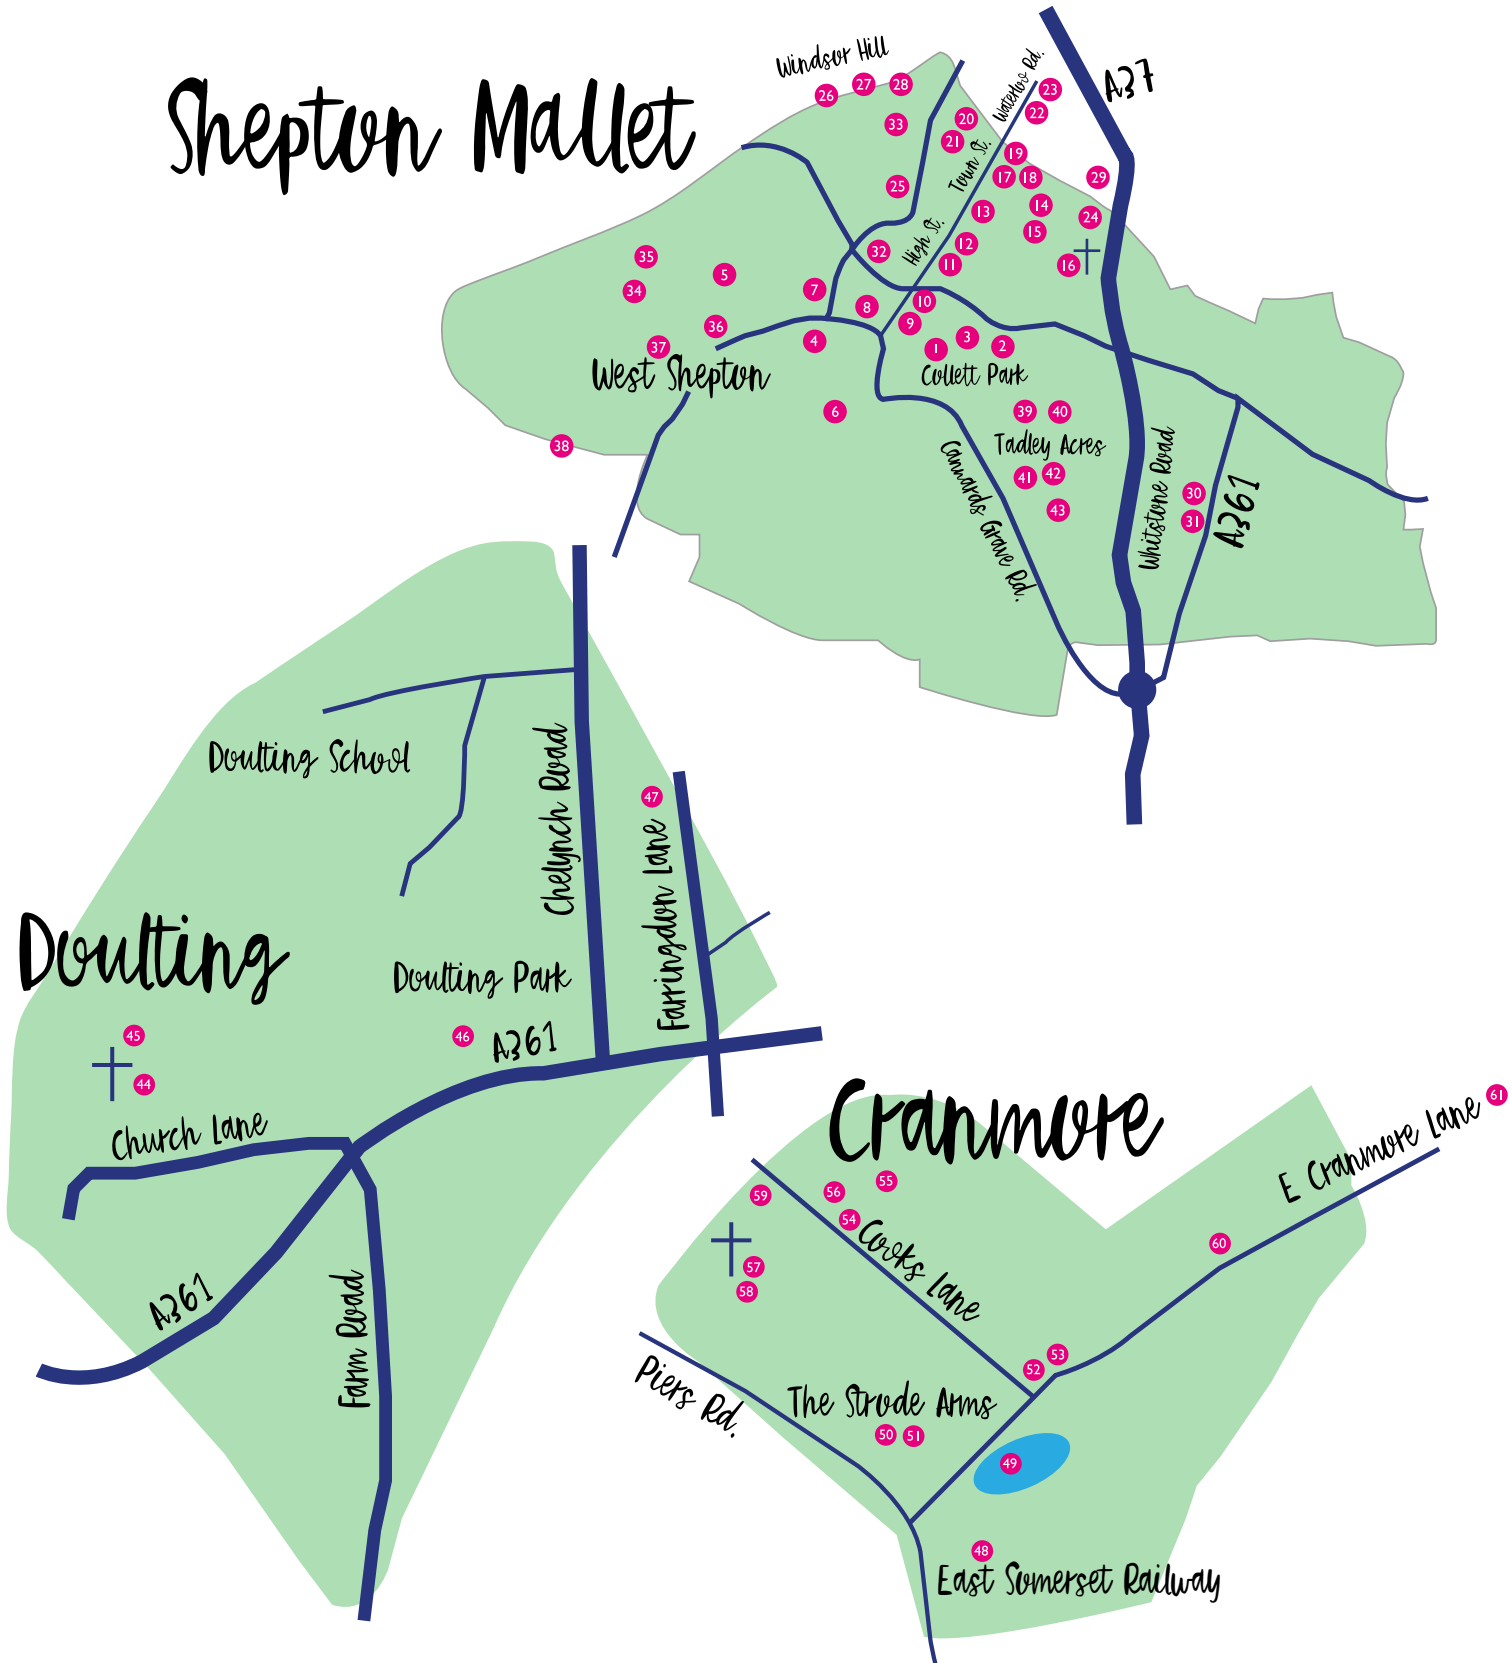 Shepton Mallet
Windsor Hill
Waterloo Rd.
A37
26
27
28
23
22
33
20
21
19
Town St.
17
18
29
25
13
14
24
High St.
15
32
12
11
16
35
5
34
7
8
10
9
36
4
3
1
2
37
West Shepton
Collett Park
6
39
40
38
Tadley Acres
41
42
43
Cannards Grave Rd.
Whitstone Road
30
31
A361
Doulting
Doulting School
Chelynch Road
47
Farringdon Lane
Doulting Park
45
46
A361
44
Church Lane
A361
Farm Road
Cranmore
61
E Cranmore Lane
59
56
55
54
Cooks Lane
60
57
58
53
52
Piers Rd.
The Strode Arms
50
51
49
48
East Somerset Railway